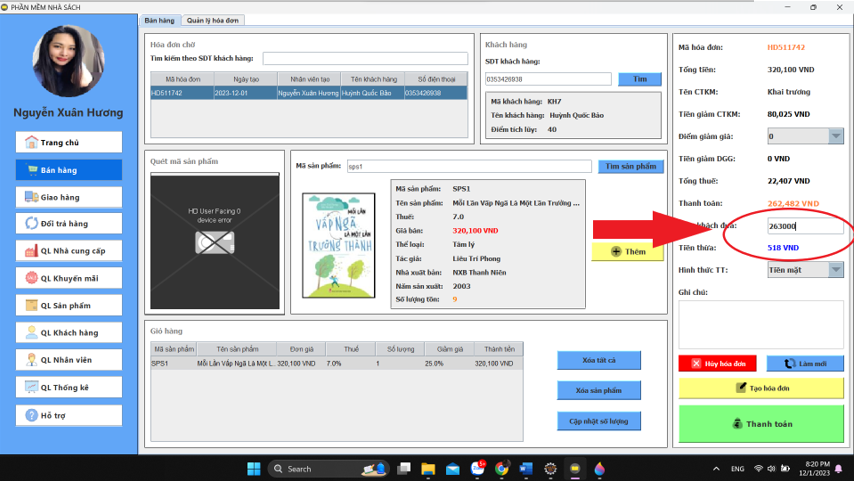 PHẦN MỀM NHÀ SÁCH
Nguyễn Xuân Hương
Trang chủ
Bán hàng
Giao hàng
Đổi trả hàng
QL Nhà cung cấp
QL Khuyến mãi
QL Sản phẩm
QL Khách hàng
QL Nhân viên
QL Thống kê
Hỗ trợ
Bán hàng Quản lý hóa đơn
Hóa đơn chờ
Tìm kiếm theo SDT khách hàng:
Mã hóa đơn Ngày tạo Nhân viên tạo Tên khách hàng Số điện thoại
HD511742 2023-12-01 Nguyễn Xuân Hương Huỳnh Quốc Bảo 0353426938
Khách hàng
SDT khách hàng:
0353426938 Tìm
Mã khách hàng: KH7
Tên khách hàng: Huỳnh Quốc Bảo
Điểm tích lũy: 40
Quét mã sản phẩm
HD User Facing 0
device error
Mã sản phẩm: sps1 Tìm sản phẩm
MỖI LẦN
VẤP NGÃ
LÀ MỘT LẦN
TRƯỞNG THÀNH
Mã sản phẩm: SPS1
Tên sản phẩm: Mỗi Lần Vấp Ngã Là Một Lần Trưởng ...
Thuế: 7.0
Giá bán: 320,100 VND
Thể loại: Tâm lý
Tác giả: Liêu Trí Phong
Nhà xuất bản: NXB Thanh Niên
Năm sản xuất: 2003
Số lượng tồn: 9
Thêm
Giỏ hàng
Mã sản phẩm Tên sản phẩm Đơn giá Thuế Số lượng Giảm giá Thành tiền
SPS1 Mỗi Lần Vấp Ngã Là Một L... 320,100 VND 7.0% 1 25.0% 320,100 VND
Xóa tất cả
Xóa sản phẩm
Cập nhật số lượng
Mã hóa đơn: HD511742
Tổng tiền: 320,100 VND
Tên CTKM: Khai trương
Tiền giảm CTKM: 80,025 VND
Điểm giảm giá: 0
Tiền giảm DGG: 0 VND
Tổng thuế: 22,407 VND
Thanh toán: 262,482 VND
khách đưa: 263000
Tiền thừa: 518 VND
Hình thức TT: Tiền mặt
Ghi chú:
Hủy hóa đơn Làm mới
Tạo hóa đơn
Thanh toán
Search
5+
ENG
8:20 PM
12/1/2023